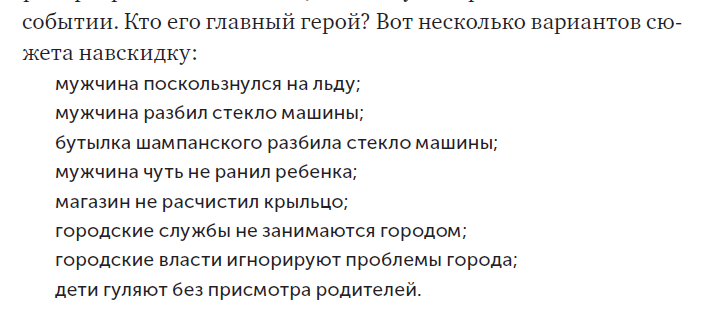 событии. Кто его главный герой? Вот несколько вариантов сю-
жета навскидку:
мужчина поскользнулся на льду;
мужчина разбил стекло машины;
бутылка шампанского разбила стекло машины;
мужчина чуть не ранил ребенка;
магазин не расчистил крыльцо;
городские службы не занимаются городом;
городские власти игнорируют проблемы города;
дети гуляют без присмотра родителей.